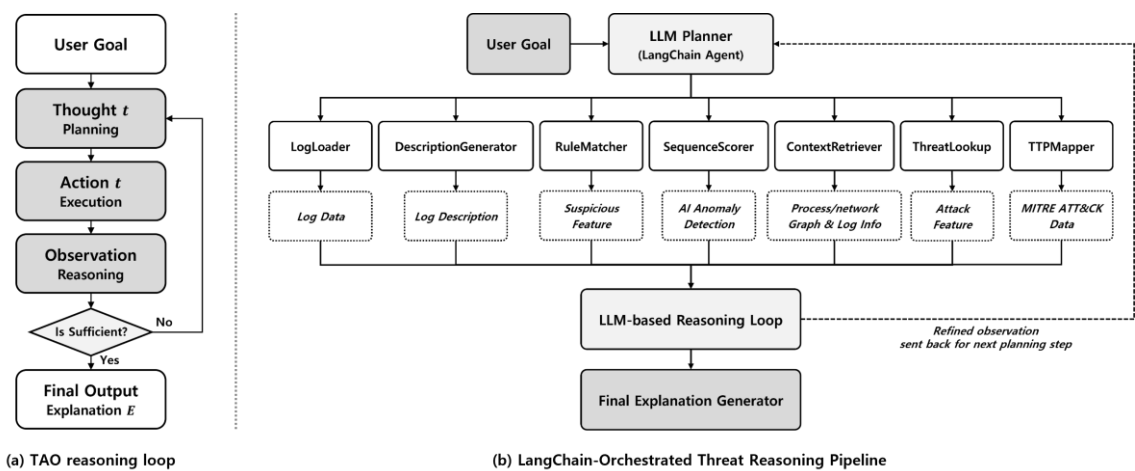 User Goal
Thought t
Planning
Action t
Execution
Observation
Reasoning
Is Sufficient?
No
Yes
Final Output
Explanation E
(a) TAO reasoning loop
User Goal
LLM Planner
(LangChain Agent)
LogLoader
DescriptionGenerator
RuleMatcher
SequenceScorer
ContextRetriever
ThreatLookup
TTPMapper
Log Data
Log Description
Suspicious
Feature
AI Anomaly
Detection
Process/network
Graph & Log Info
Attack
Feature
MITRE ATT&CK
Data
LLM-based Reasoning Loop
Refined observation
sent back for next planning step
Final Explanation Generator
(b) LangChain-Orchestrated Threat Reasoning Pipeline